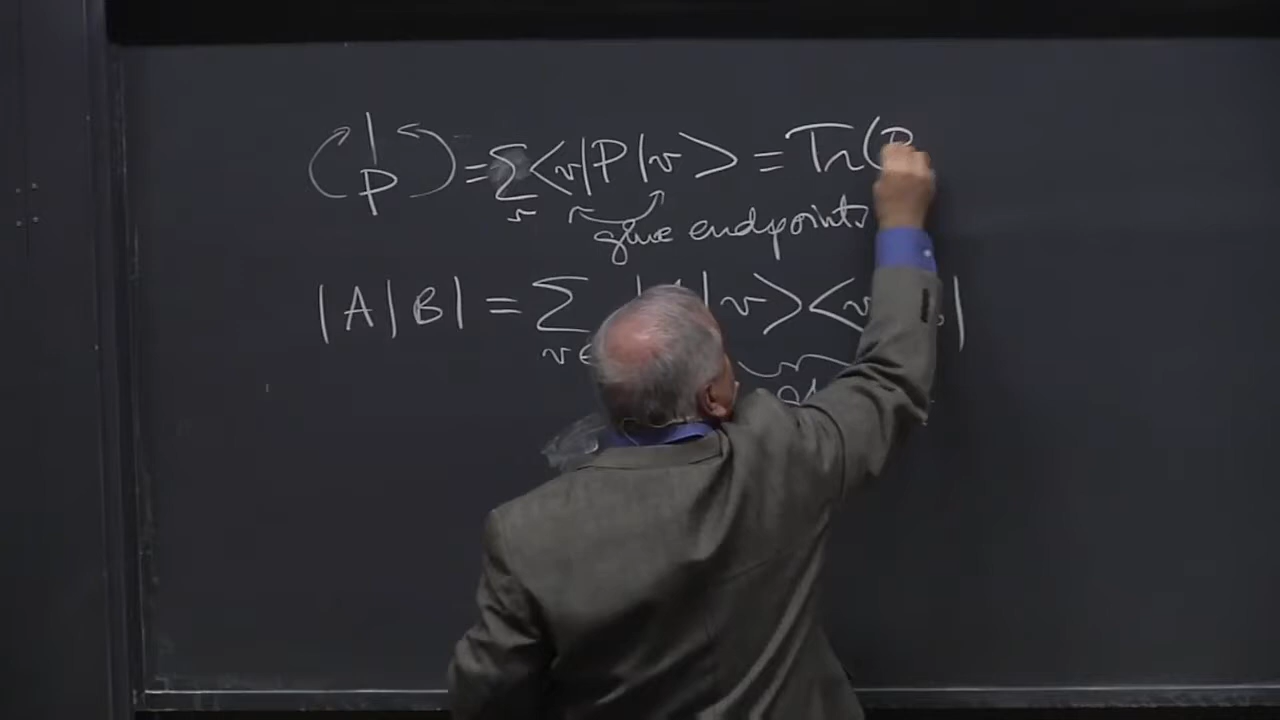 ( | P ) = Σ <v|P|v> = Tr(P
v
glue endpoints
|A|B| = Σ |A|v><v|B|
v ∈